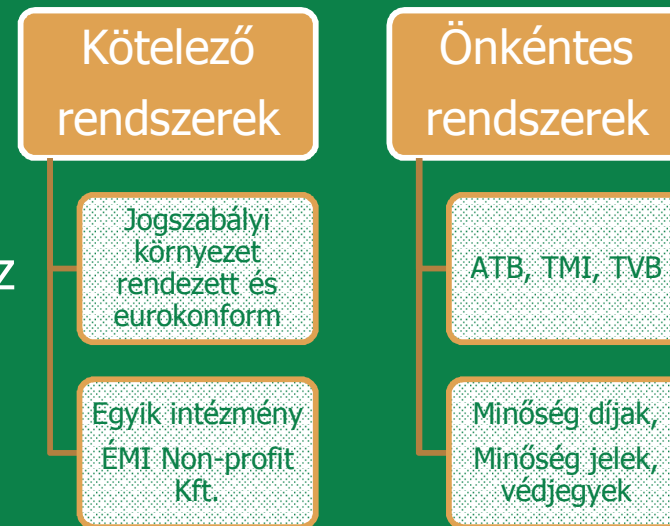 Kötelező
rendszerek
Jogszabályi
környezet
rendezett és
eurokonform
Egyik intézmény
ÉMI Non-profit
Kft.
Önkéntes
rendszerek
ATB, TMI, TVB
Minőség díjak,
Minőség jelek,
védjegyek